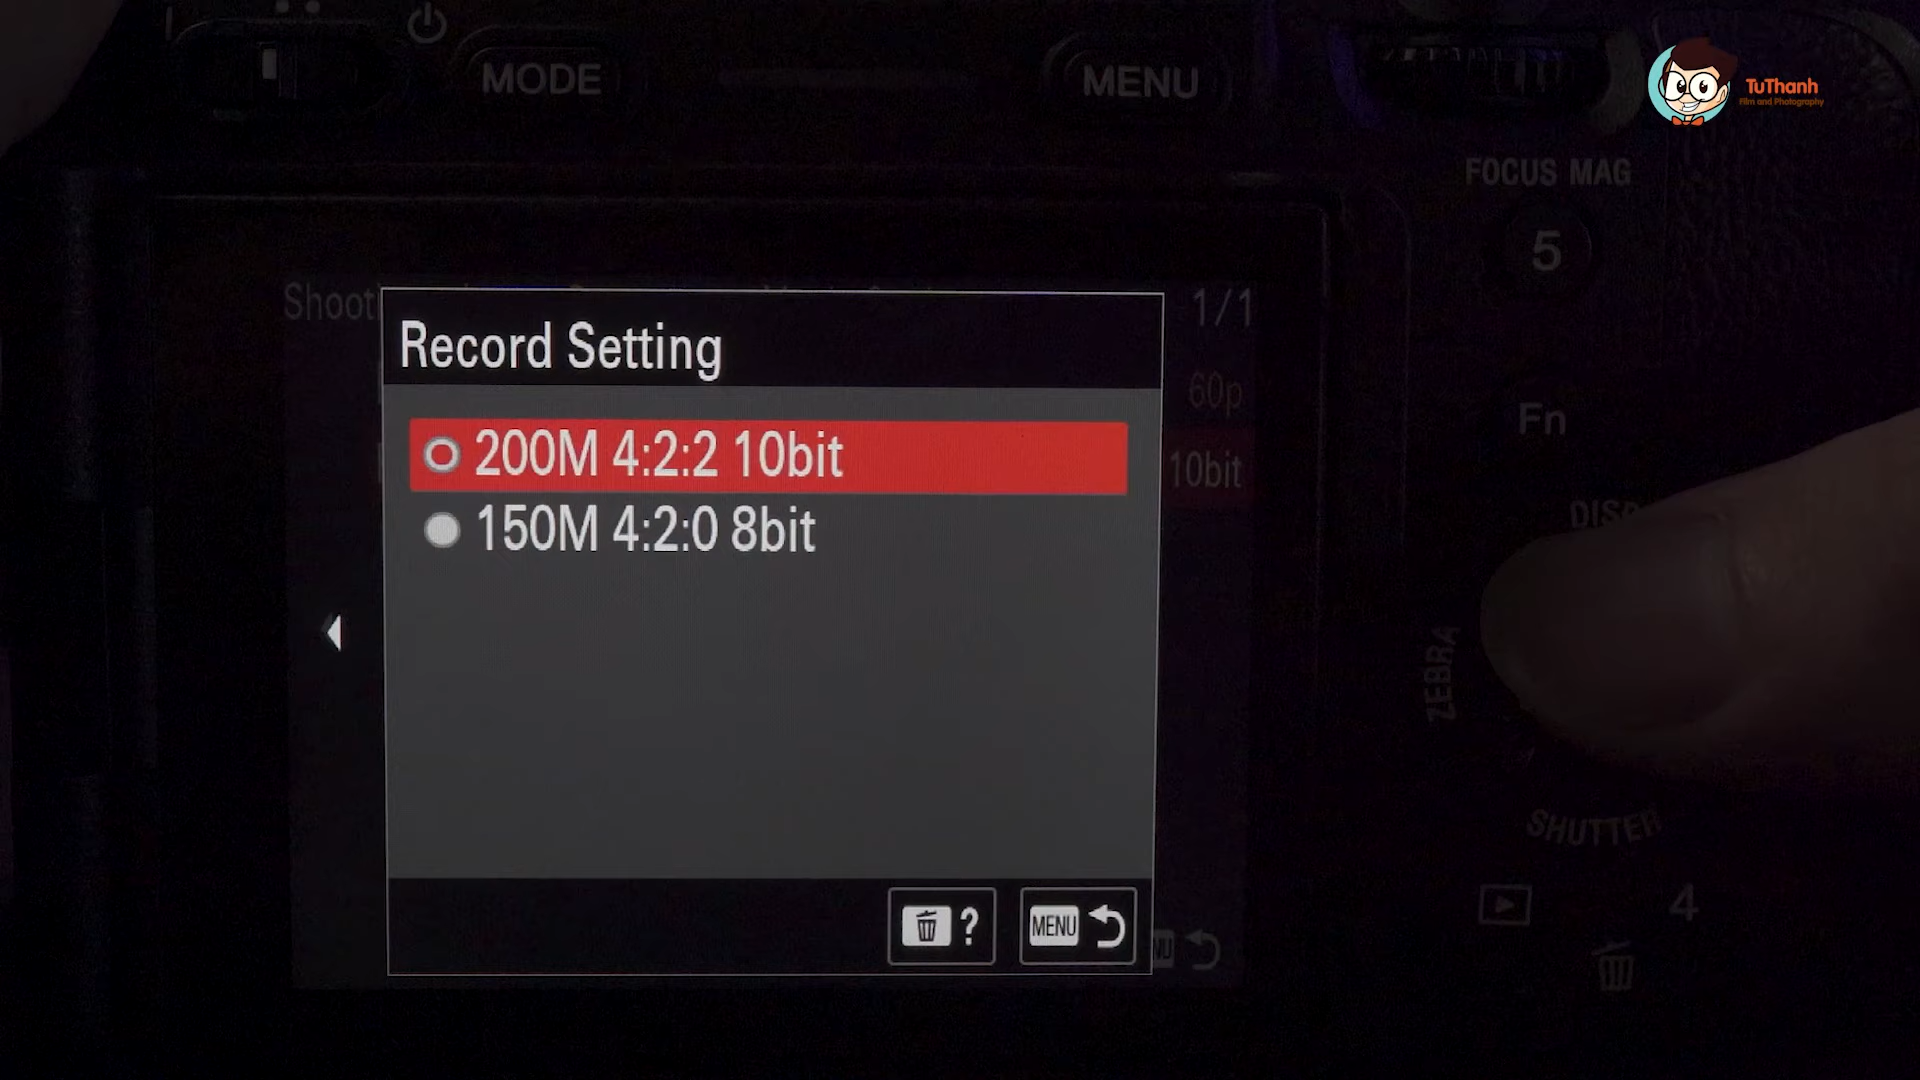 MODE
MENU
TuThanh
Film and Photography
FOCUS MAG
5
1/1
Record Setting
60p
200M 4:2:2 10bit
10bit
Fn
150M 4:2:0 8bit
DISP
ZEBRA
SHUTTER
4
?
MENU